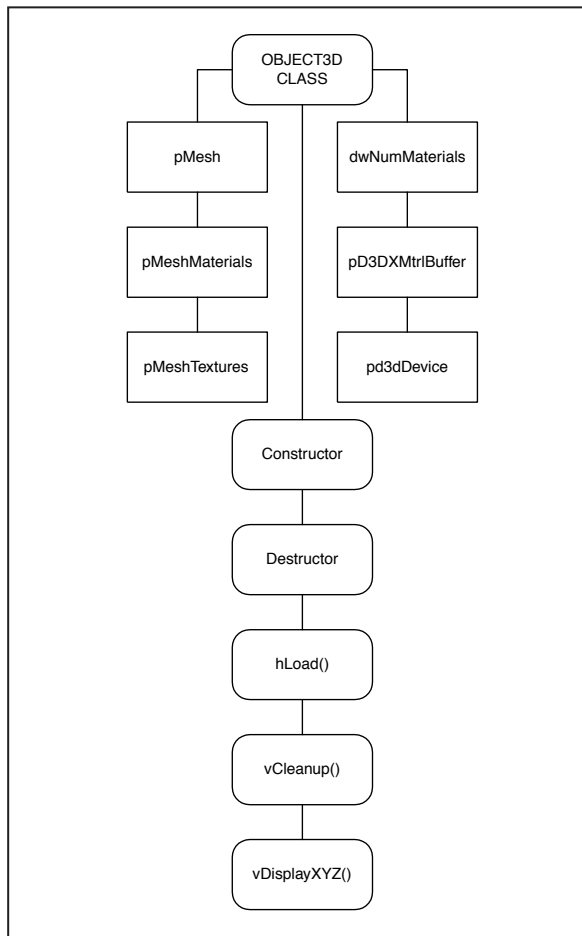 OBJECT3D
CLASS
pMesh
dwNumMaterials
pMeshMaterials
pD3DXMtrlBuffer
pMeshTextures
pd3dDevice
Constructor
Destructor
hLoad()
vCleanup()
vDisplayXYZ()